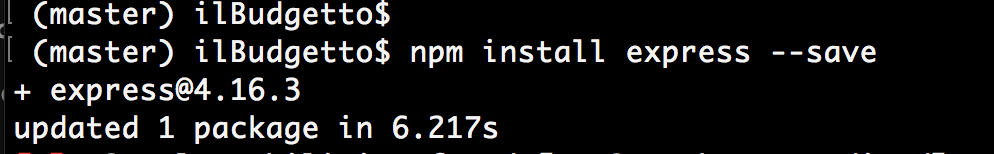 (master) ilBudgetto$
(master) ilBudgetto$ npm install express --save
+ express@4.16.3
updated 1 package in 6.217s